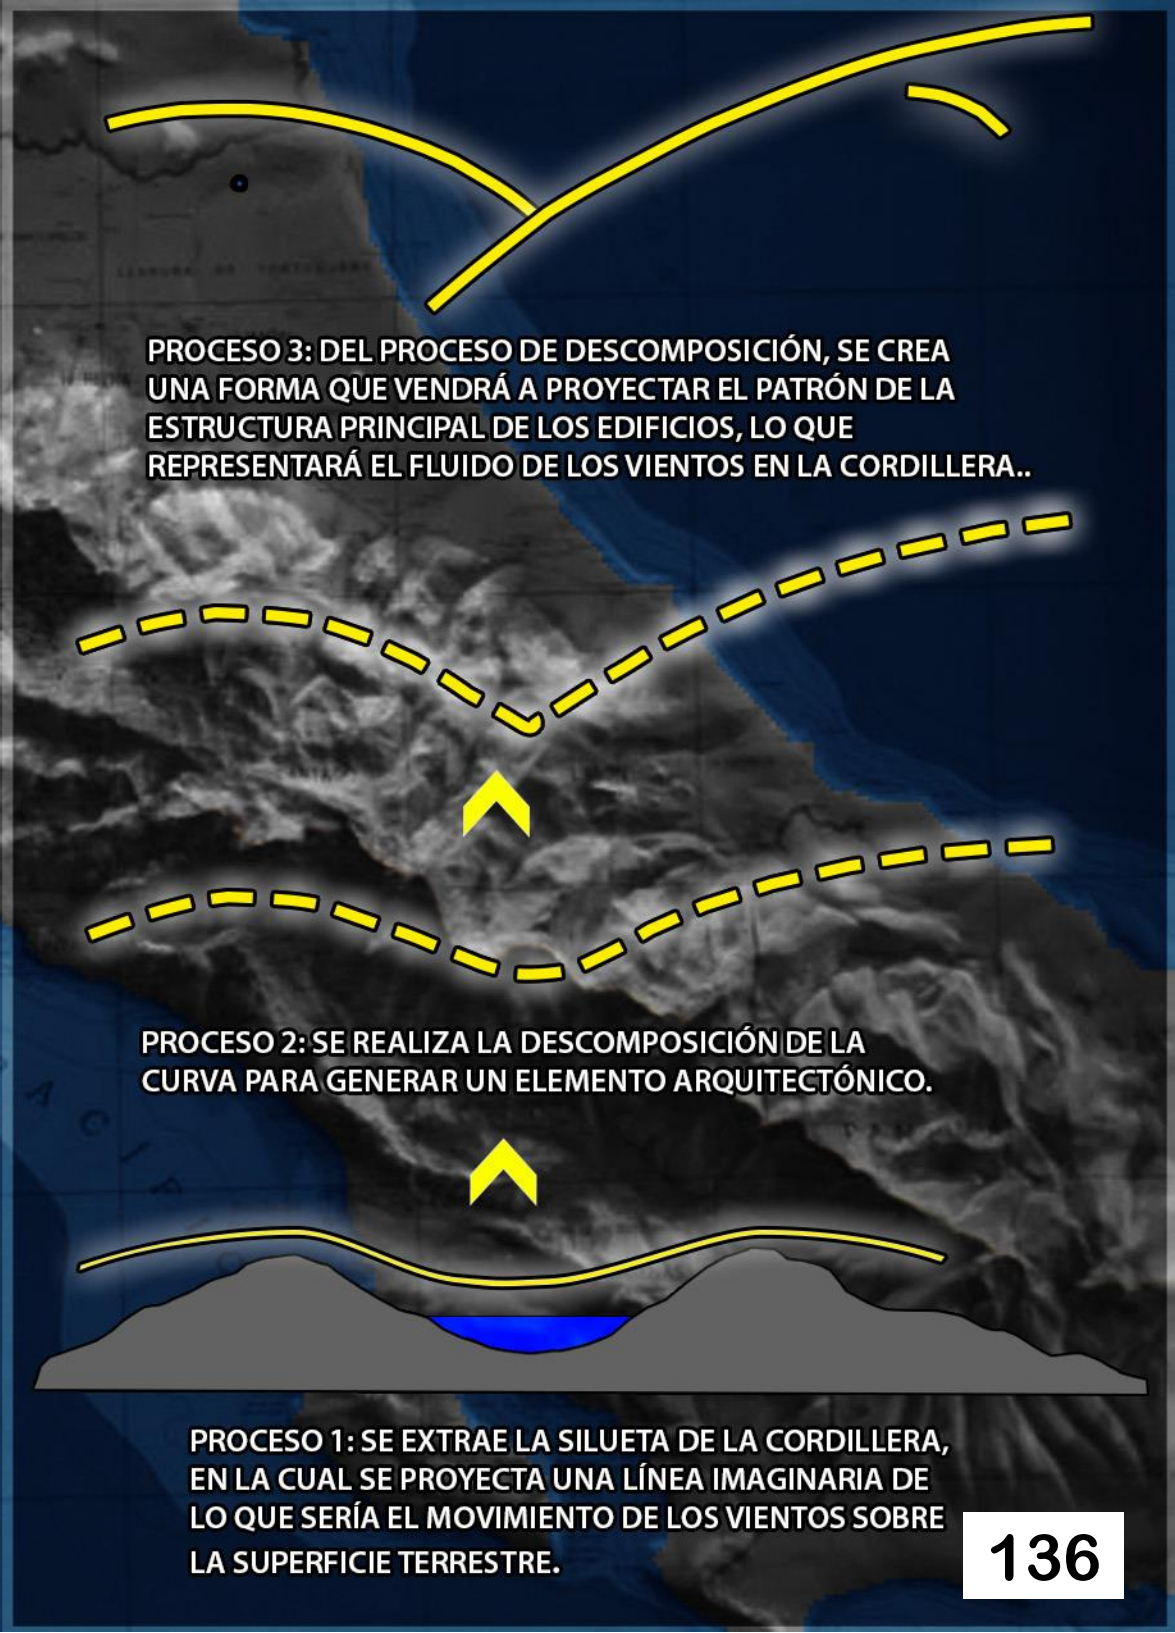 PROCESO 3: DEL PROCESO DE DESCOMPOSICIÓN, SE CREA
UNA FORMA QUE VENDRÁ A PROYECTAR EL PATRÓN DE LA
ESTRUCTURA PRINCIPAL DE LOS EDIFICIOS, LO QUE
REPRESENTARÁ EL FLUIDO DE LOS VIENTOS EN LA CORDILLERA..
PROCESO 2: SE REALIZA LA DESCOMPOSICIÓN DE LA
CURVA PARA GENERAR UN ELEMENTO ARQUITECTÓNICO.
PROCESO 1: SE EXTRAE LA SILUETA DE LA CORDILLERA,
EN LA CUAL SE PROYECTA UNA LÍNEA IMAGINARIA DE
LO QUE SERÍA EL MOVIMIENTO DE LOS VIENTOS SOBRE
LA SUPERFICIE TERRESTRE.
136